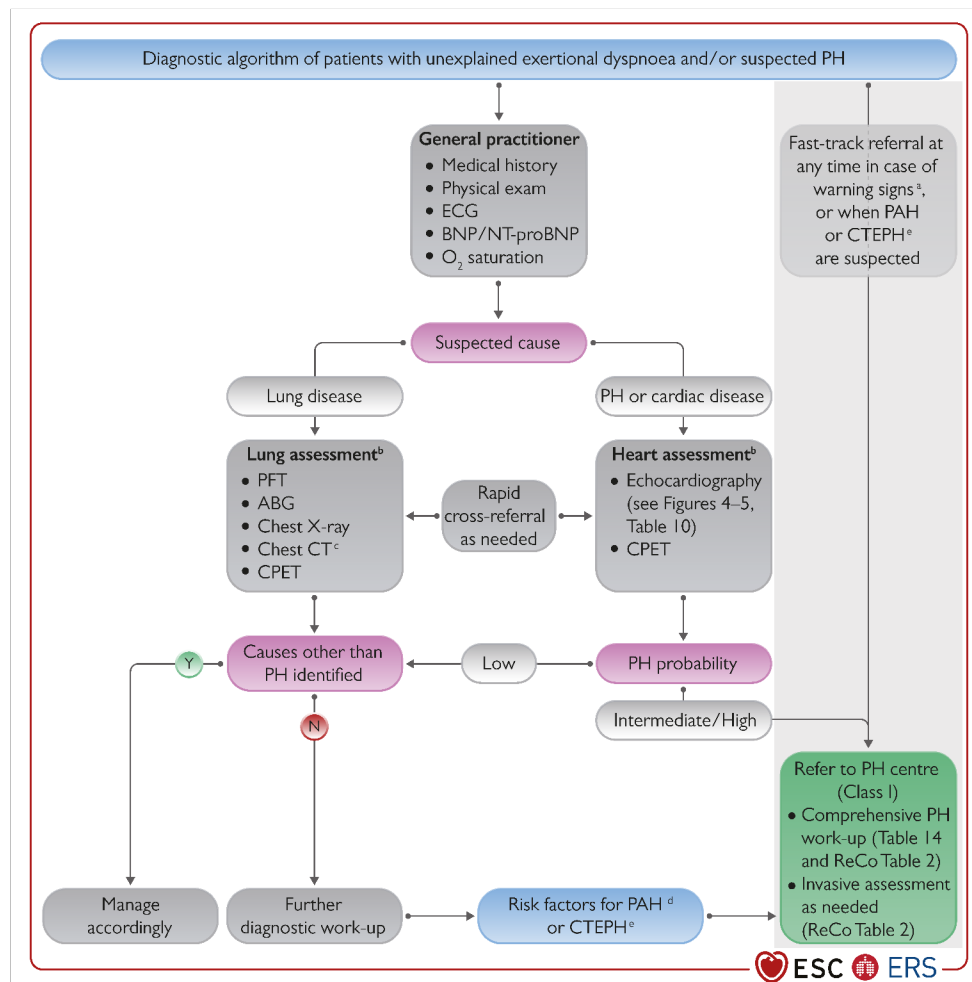 Diagnostic algorithm of patients with unexplained exertional dyspnoea and/or suspected PH
General practitioner
• Medical history
• Physical exam
• ECG
• BNP/NT-proBNP
• O₂ saturation
Fast-track referral at
any time in case of
warning signs ᵃ,
or when PAH
or CTEPH ᵉ
are suspected
Suspected cause
Lung disease
PH or cardiac disease
Lung assessmentᵇ
• PFT
• ABG
• Chest X-ray
• Chest CT ᶜ
• CPET
Rapid
cross-referral
as needed
Heart assessmentᵇ
• Echocardiography
(see Figures 4–5,
Table 10)
• CPET
Y
Causes other than
PH identified
Low
PH probability
N
Intermediate/High
Refer to PH centre
(Class I)
• Comprehensive PH
work-up (Table 14
and ReCo Table 2)
• Invasive assessment
as needed
(ReCo Table 2)
Manage
accordingly
Further
diagnostic work-up
Risk factors for PAH ᵈ
or CTEPH ᵉ
ESC ERS